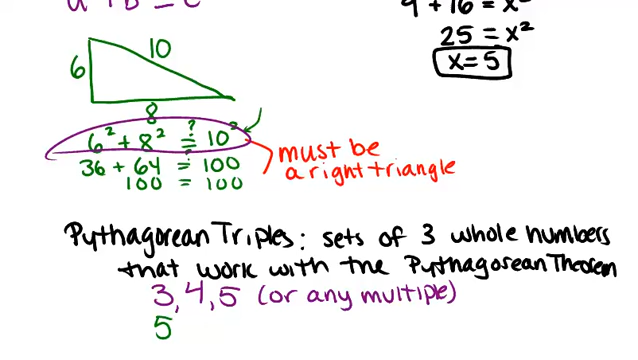 9 + 16 = x²
25 = x²
x = 5
10
6
8
6² + 8² ≟ 10²
36 + 64 ≟ 100
100 = 100
must be
a right triangle
Pythagorean Triples: sets of 3 whole numbers
that work with the Pythagorean Theorem
3, 4, 5 (or any multiple)
5